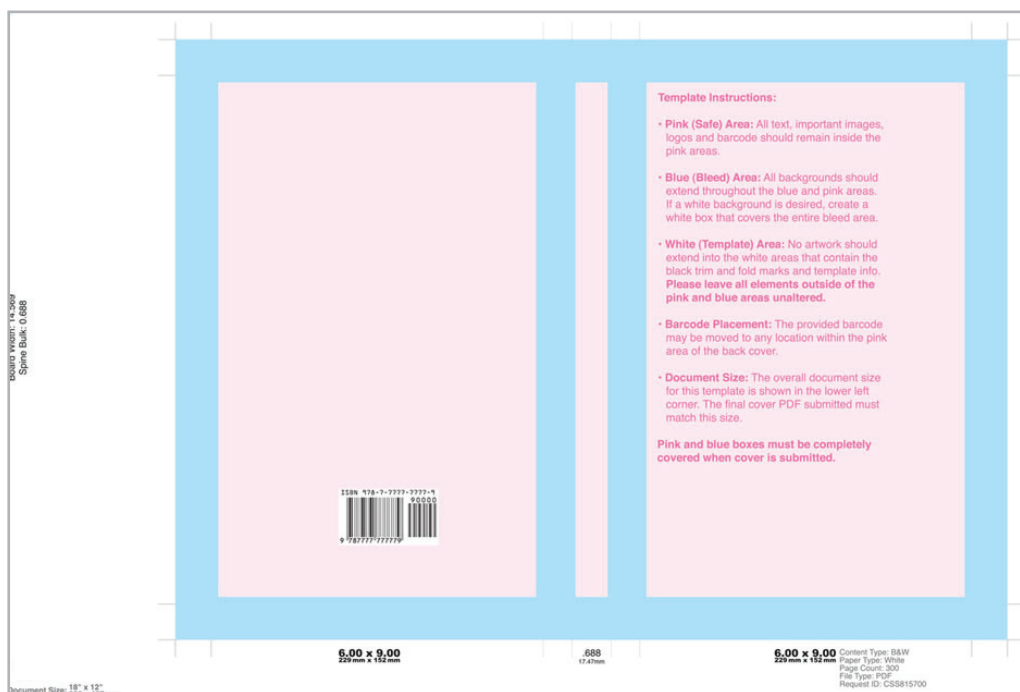 Template Instructions:
• Pink (Safe) Area: All text, important images,
logos and barcode should remain inside the
pink areas.
• Blue (Bleed) Area: All backgrounds should
extend throughout the blue and pink areas.
If a white background is desired, create a
white box that covers the entire bleed area.
• White (Template) Area: No artwork should
extend into the white areas that contain the
black trim and fold marks and template info.
Please leave all elements outside of the
pink and blue areas unaltered.
• Barcode Placement: The provided barcode
may be moved to any location within the pink
area of the back cover.
• Document Size: The overall document size
for this template is shown in the lower left
corner. The final cover PDF submitted must
match this size.
Pink and blue boxes must be completely
covered when cover is submitted.
Spine Bulk: 0.688
ISBN 978-7-7777-7777-9
90000
9 787777 777779
6.00 x 9.00
229 mm x 152 mm
.688
17.47mm
6.00 x 9.00
229 mm x 152 mm
Content Type: B&W
Paper Type: White
Page Count: 300
File Type: PDF
Request ID: CSS815700
Document Size: 18" x 12"